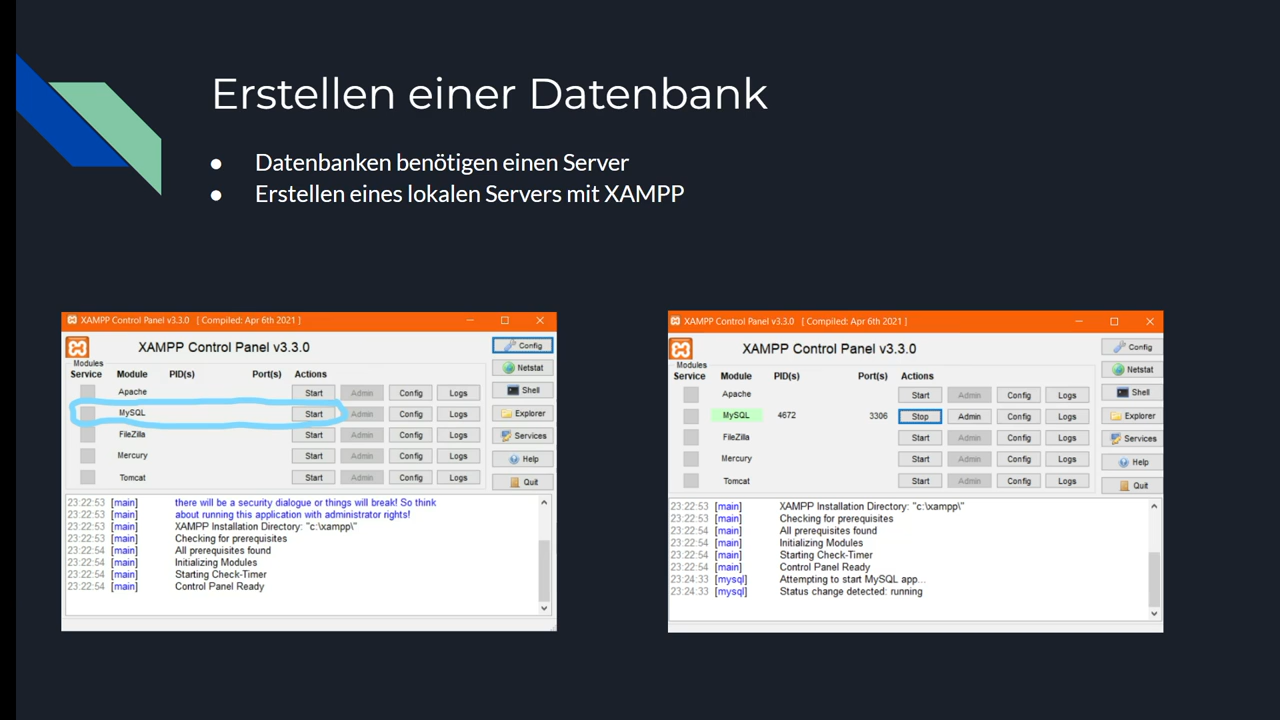 Erstellen einer Datenbank
● Datenbanken benötigen einen Server
● Erstellen eines lokalen Servers mit XAMPP
XAMPP Control Panel v3.3.0 [ Compiled: Apr 6th 2021 ]
XAMPP Control Panel v3.3.0
Config
Modules
Service Module PID(s) Port(s) Actions
Netstat
Apache Start Admin Config Logs
Shell
MySQL Start Admin Config Logs
Explorer
FileZilla Start Admin Config Logs
Services
Mercury Start Admin Config Logs
Help
Tomcat Start Admin Config Logs
Quit
23:22:53 [main] there will be a security dialogue or things will break! So think
23:22:53 [main] about running this application with administrator rights!
23:22:53 [main] XAMPP Installation Directory: "c:\xampp\"
23:22:53 [main] Checking for prerequisites
23:22:54 [main] All prerequisites found
23:22:54 [main] Initializing Modules
23:22:54 [main] Starting Check-Timer
23:22:54 [main] Control Panel Ready
XAMPP Control Panel v3.3.0 [ Compiled: Apr 6th 2021 ]
XAMPP Control Panel v3.3.0
Config
Modules
Service Module PID(s) Port(s) Actions
Netstat
Apache Start Admin Config Logs
Shell
MySQL 4672 3306 Stop Admin Config Logs
Explorer
FileZilla Start Admin Config Logs
Services
Mercury Start Admin Config Logs
Help
Tomcat Start Admin Config Logs
Quit
23:22:53 [main] XAMPP Installation Directory: "c:\xampp\"
23:22:53 [main] Checking for prerequisites
23:22:54 [main] All prerequisites found
23:22:54 [main] Initializing Modules
23:22:54 [main] Starting Check-Timer
23:22:54 [main] Control Panel Ready
23:24:33 [mysql] Attempting to start MySQL app...
23:24:33 [mysql] Status change detected: running